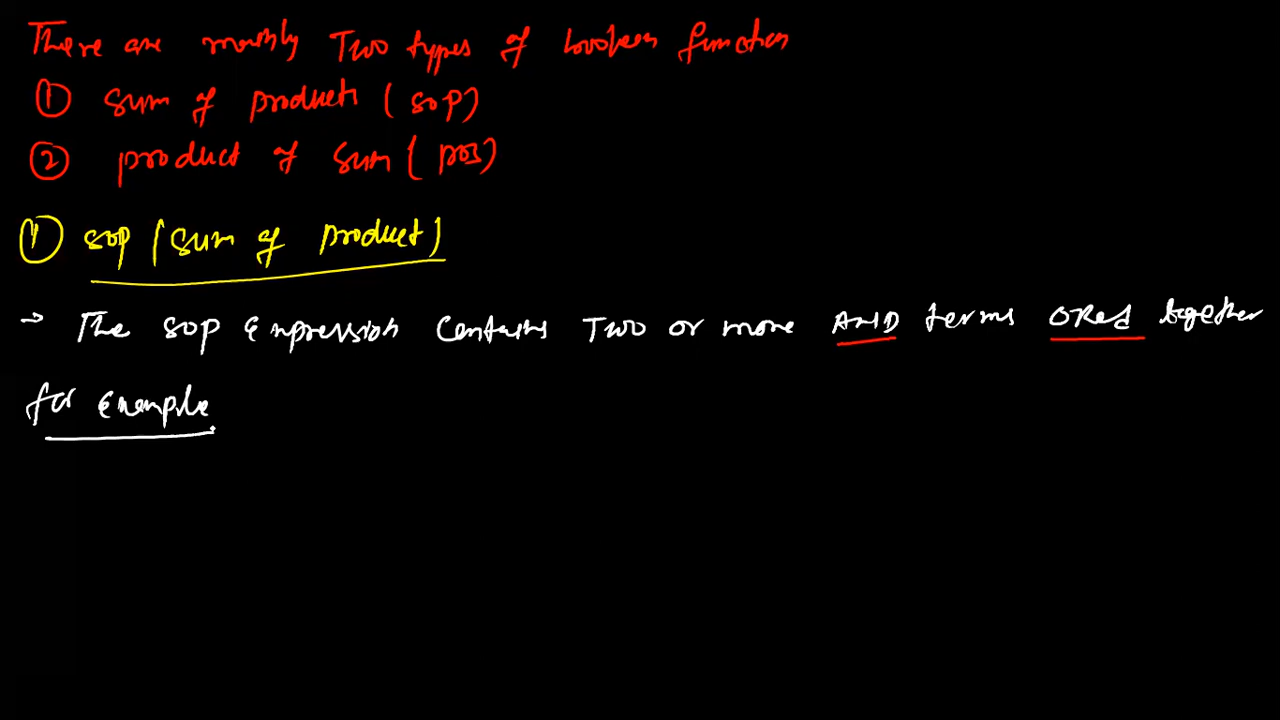 There are mostly Two types of boolean function
① Sum of product (SOP)
② product of Sum (POS)
① SOP (Sum of product)
→ The SOP Expression Contains Two or more AND terms ORed together
for Example